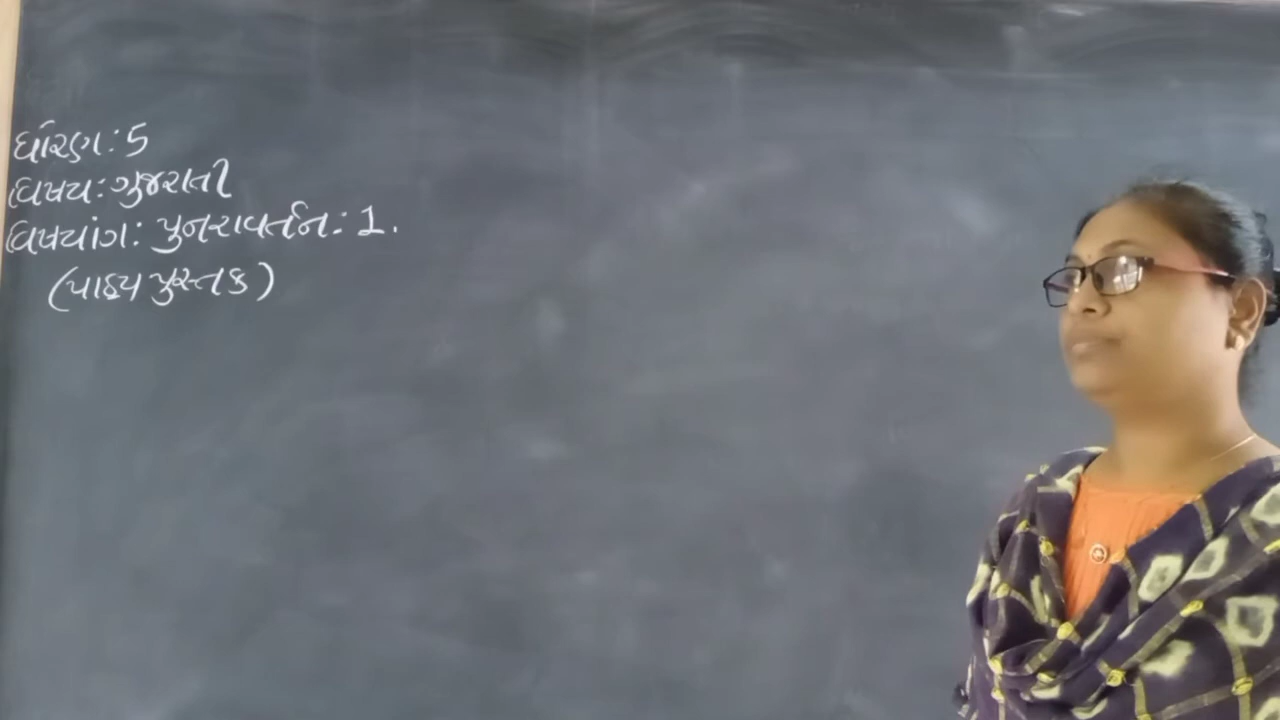 ધોરણ: 5
વિષય: ગુજરાતી
વિષયાંગ: પુનરાવર્તન: 1.
(પાઠ્યપુસ્તક)